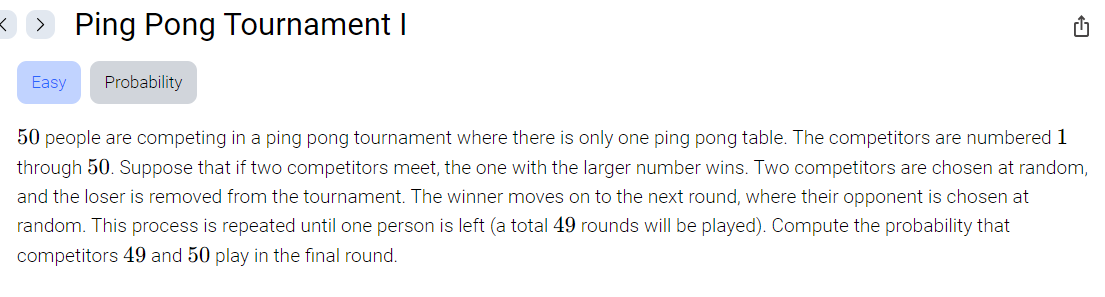 Ping Pong Tournament I
Easy Probability
50 people are competing in a ping pong tournament where there is only one ping pong table. The competitors are numbered 1
through 50. Suppose that if two competitors meet, the one with the larger number wins. Two competitors are chosen at random,
and the loser is removed from the tournament. The winner moves on to the next round, where their opponent is chosen at
random. This process is repeated until one person is left (a total 49 rounds will be played). Compute the probability that
competitors 49 and 50 play in the final round.